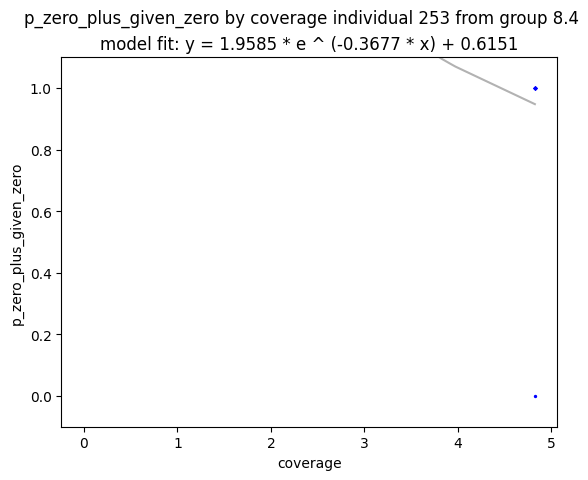 p_zero_plus_given_zero by coverage individual 253 from group 8.4
model fit: y = 1.9585 * e ^ (-0.3677 * x) + 0.6151
1.0
0.8
0.6
0.4
0.2
0.0
p_zero_plus_given_zero
0 1 2 3 4 5
coverage